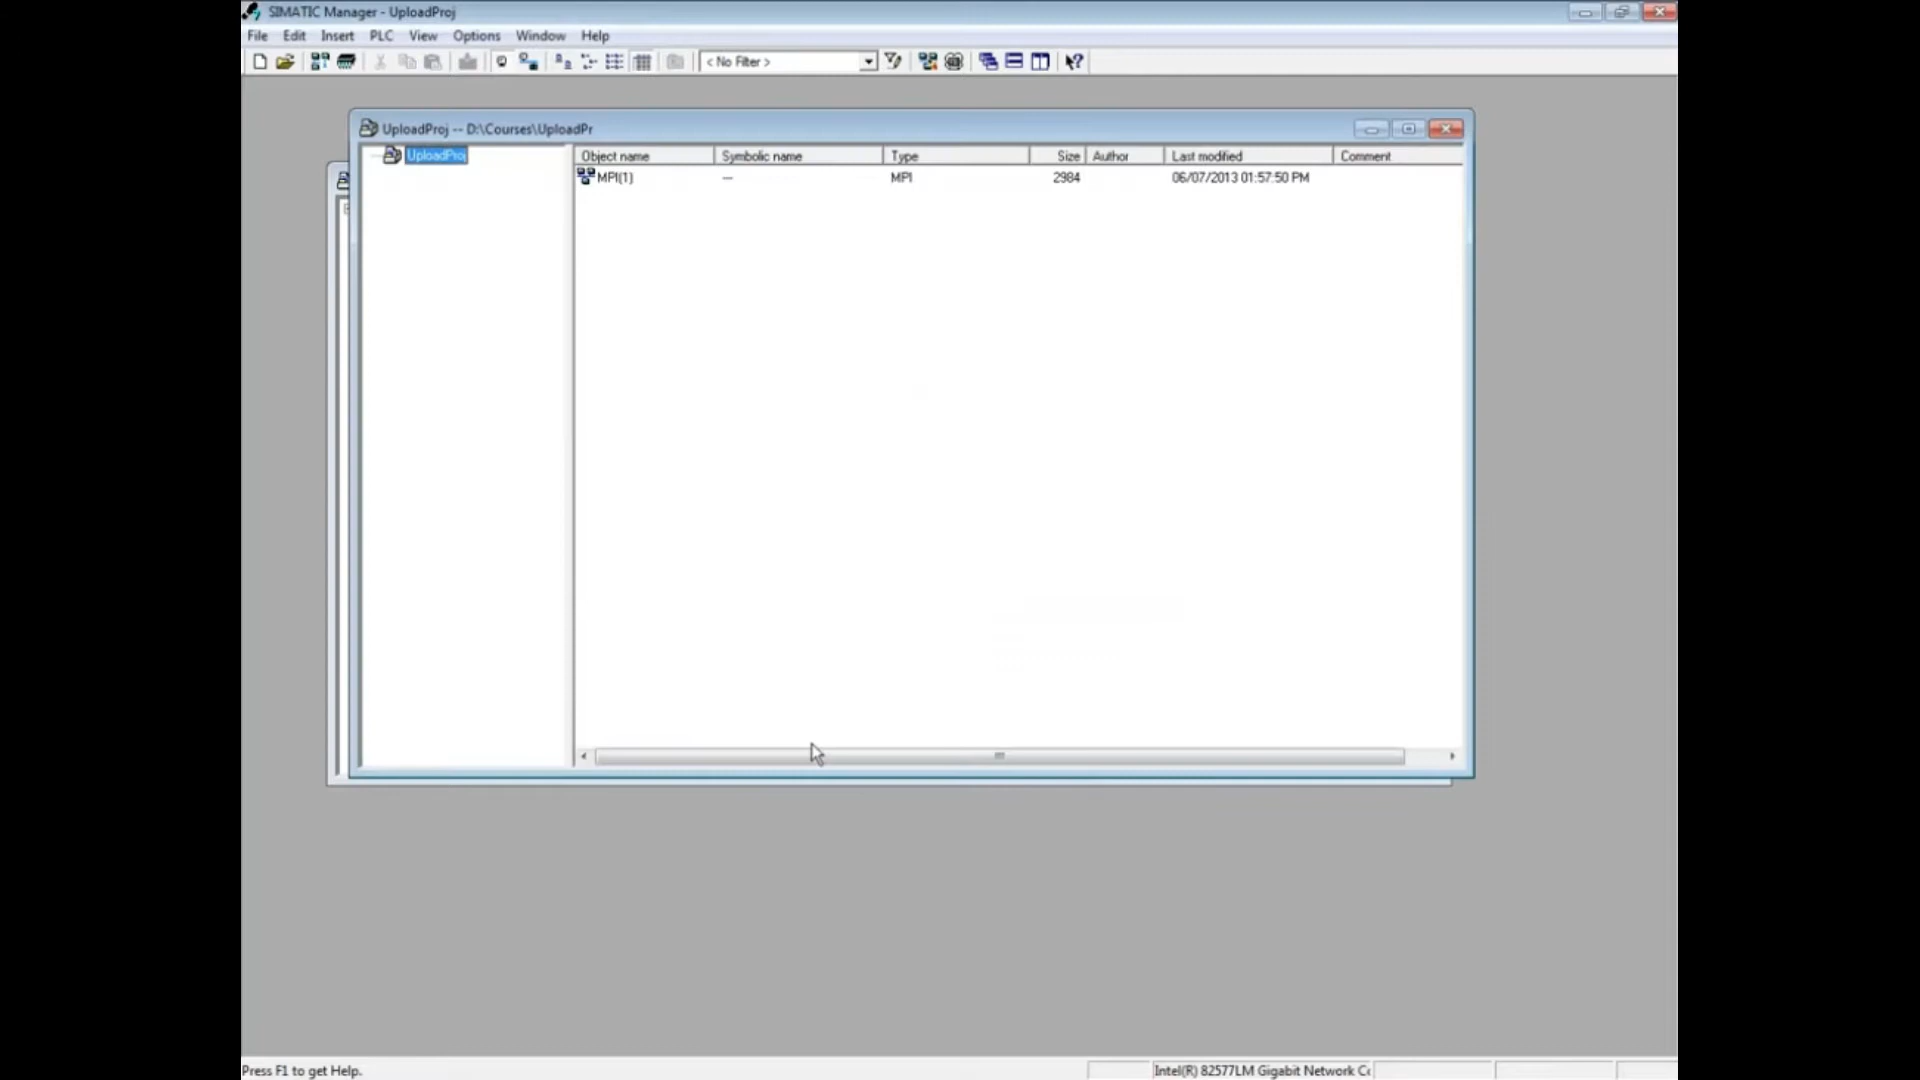 SIMATIC Manager - UploadProj
File Edit Insert PLC View Options Window Help
< No Filter >
UploadProj -- D:\Courses\UploadPr
UploadProj
Object name Symbolic name Type Size Author Last modified Comment
MPI(1) --- MPI 2984 06/07/2013 01:57:50 PM
Press F1 to get Help.
Intel(R) 82577LM Gigabit Network Cc